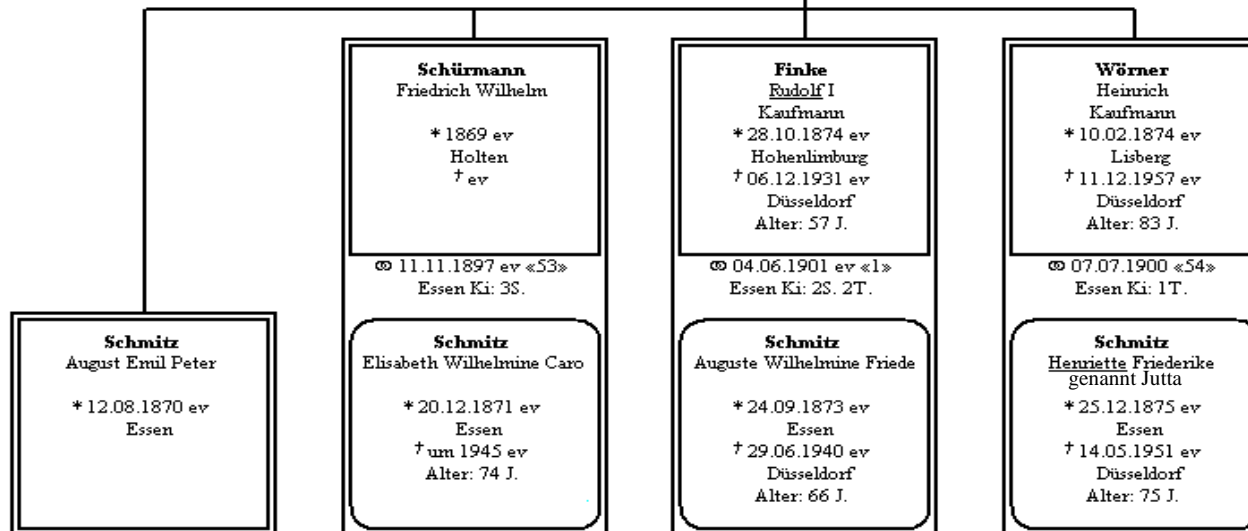 Schürmann
Friedrich Wilhelm
* 1869 ev
Holten
† ev
⚭ 11.11.1897 ev «53»
Essen Ki: 3S.
Finke
Rudolf I
Kaufmann
* 28.10.1874 ev
Hohenlimburg
† 06.12.1931 ev
Düsseldorf
Alter: 57 J.
⚭ 04.06.1901 ev «1»
Essen Ki: 2S. 2T.
Wörner
Heinrich
Kaufmann
* 10.02.1874 ev
Lisberg
† 11.12.1957 ev
Düsseldorf
Alter: 83 J.
⚭ 07.07.1900 «54»
Essen Ki: 1T.
Schmitz
August Emil Peter
* 12.08.1870 ev
Essen
Schmitz
Elisabeth Wilhelmine Caro
* 20.12.1871 ev
Essen
† um 1945 ev
Alter: 74 J.
Schmitz
Auguste Wilhelmine Friede
* 24.09.1873 ev
Essen
† 29.06.1940 ev
Düsseldorf
Alter: 66 J.
Schmitz
Henriette Friederike
genannt Jutta
* 25.12.1875 ev
Essen
† 14.05.1951 ev
Düsseldorf
Alter: 75 J.